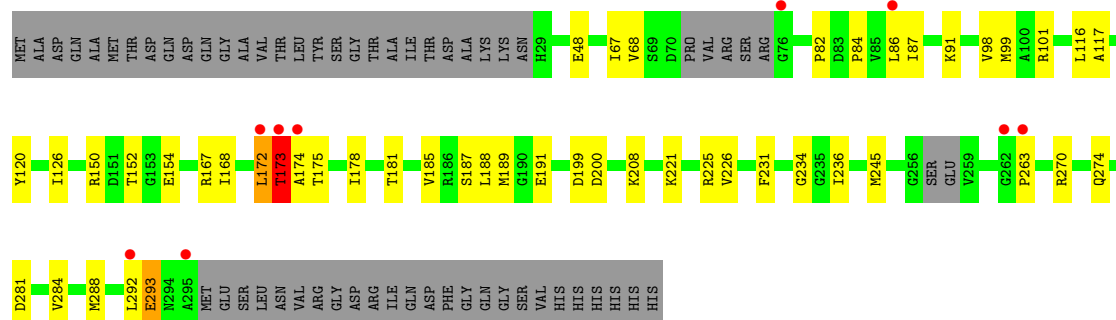 MET ALA ASP GLN ALA MET THR ASP GLN ASP GLN GLY ALA VAL THR LEU TYR SER GLY THR ALA ILE THR ASP ALA LYS LYS ASN H29 E48 I67 V68 S69 D70 PRO VAL ARG SER ARG G76 P82 D83 P84 V85 L86 I87 K91 V98 M99 A100 R101 L116 A117
Y120 I126 R150 D151 T152 G153 E154 R167 I168 L172 T173 A174 T175 I178 T181 V185 R186 S187 L188 M189 G190 E191 D199 D200 K208 K221 R225 V226 F231 G234 G235 I236 M245 G256 SER GLU V259 G262 P263 R270 Q274
D281 V284 M288 L292 E293 N294 A295 MET GLU SER LEU ASN VAL ARG GLY ASP ARG ILE GLN ASP PHE GLY GLN GLY SER VAL HIS HIS HIS HIS HIS HIS